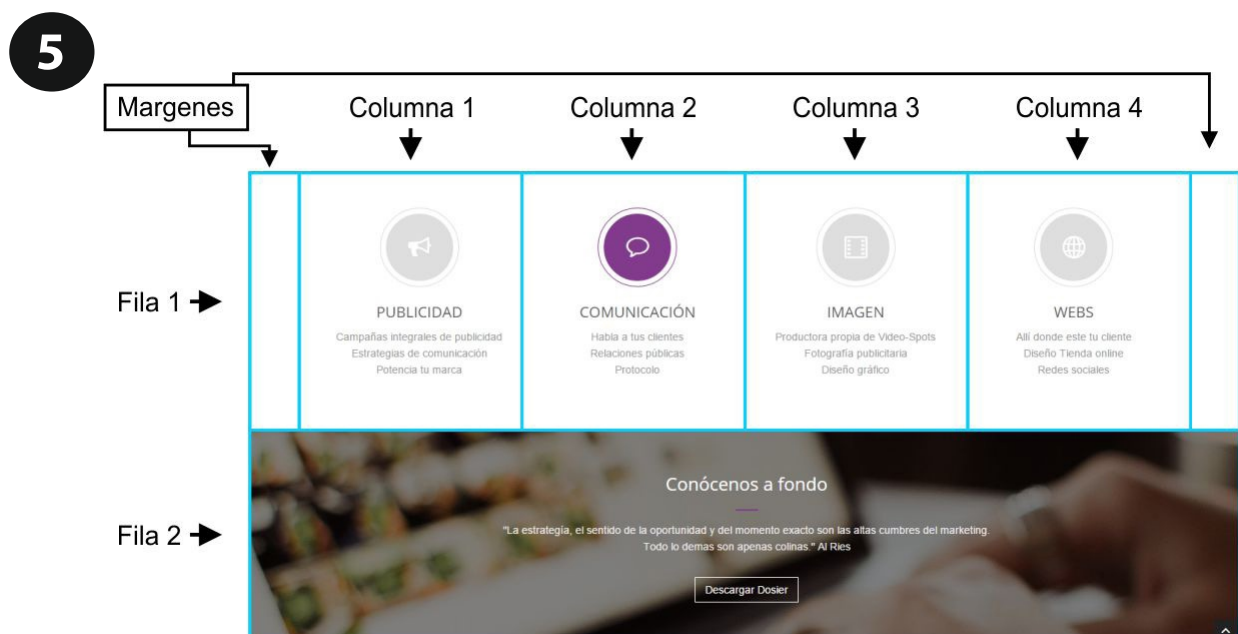 5
Margenes
Columna 1
Columna 2
Columna 3
Columna 4
Fila 1
PUBLICIDAD
Campañas integrales de publicidad
Estrategias de comunicación
Potencia tu marca
COMUNICACIÓN
Habla a tus clientes
Relaciones públicas
Protocolo
IMAGEN
Productora propia de Video-Spots
Fotografía publicitaria
Diseño gráfico
WEBS
Allí donde este tu cliente
Diseño Tienda online
Redes sociales
Fila 2
Conócenos a fondo
"La estrategía, el sentido de la oportunidad y del momento exacto son las altas cumbres del marketing.
Todo lo demas son apenas colinas." Al Ries
Descargar Dosier